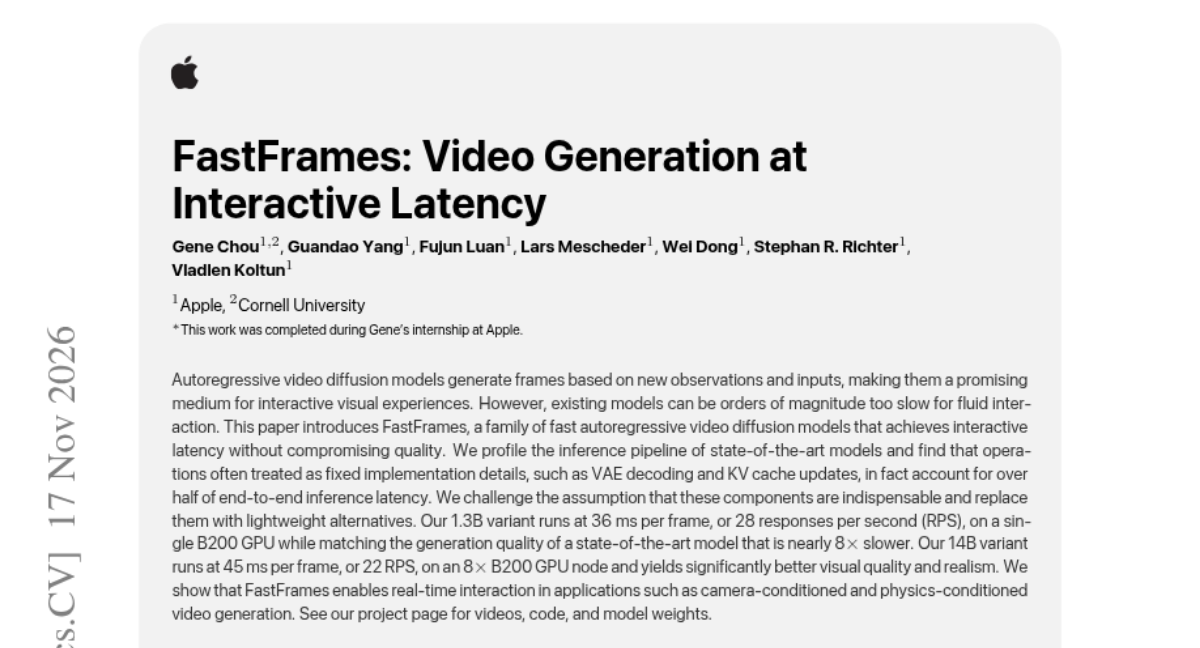 FastFrames: Video Generation at
Interactive Latency
Gene Chou1,2, Guandao Yang1, Fujun Luan1, Lars Mescheder1, Wei Dong1, Stephan R. Richter1,
Vladlen Koltun1
1Apple, 2Cornell University
*This work was completed during Gene's internship at Apple.
Autoregressive video diffusion models generate frames based on new observations and inputs, making them a promising
medium for interactive visual experiences. However, existing models can be orders of magnitude too slow for fluid inter-
action. This paper introduces FastFrames, a family of fast autoregressive video diffusion models that achieves interactive
latency without compromising quality. We profile the inference pipeline of state-of-the-art models and find that opera-
tions often treated as fixed implementation details, such as VAE decoding and KV cache updates, in fact account for over
half of end-to-end inference latency. We challenge the assumption that these components are indispensable and replace
them with lightweight alternatives. Our 1.3B variant runs at 36 ms per frame, or 28 responses per second (RPS), on a sin-
gle B200 GPU while matching the generation quality of a state-of-the-art model that is nearly 8× slower. Our 14B variant
runs at 45 ms per frame, or 22 RPS, on an 8× B200 GPU node and yields significantly better visual quality and realism. We
show that FastFrames enables real-time interaction in applications such as camera-conditioned and physics-conditioned
video generation. See our project page for videos, code, and model weights.
cs.CV] 17 Nov 2026